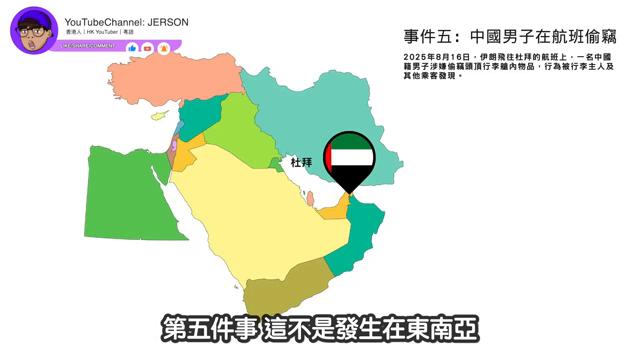 YouTubeChannel: JERSON
香港人｜HK YouTuber｜粵語
LIKE/SHARE/COMMENT
事件五：中國男子在航班偷竊
2025年8月16日，伊朗飛往杜拜的航班上，一名中國
籍男子涉嫌偷竊頭頂行李艙內物品，行為被行李主人及
其他乘客發現。
杜拜
第五件事 這不是發生在東南亞